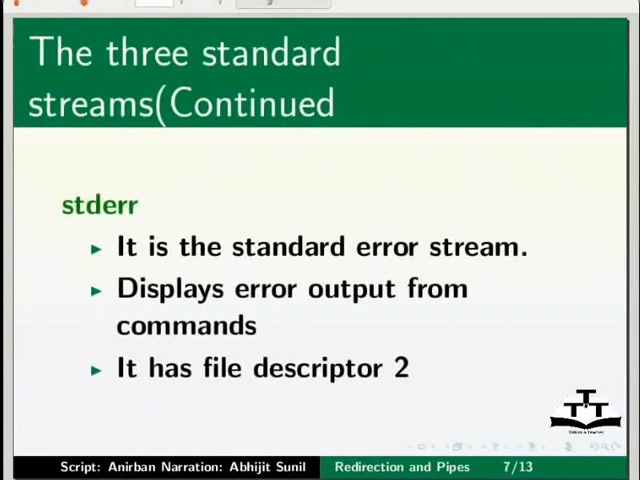 The three standard
streams(Continued
stderr
It is the standard error stream.
Displays error output from
commands
It has file descriptor 2
Script: Anirban Narration: Abhijit Sunil Redirection and Pipes 7/13